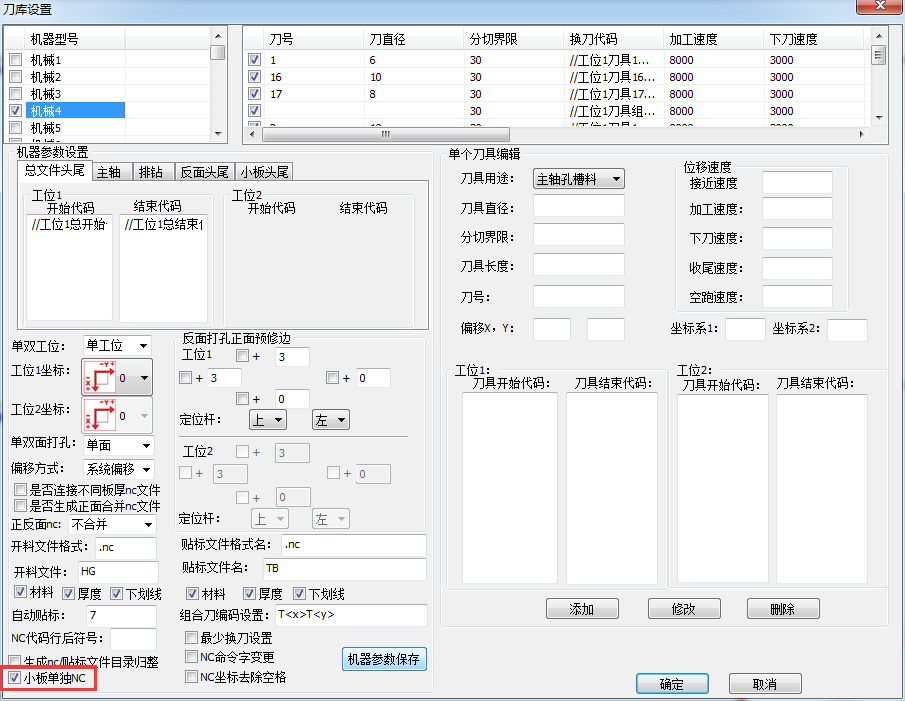 刀库设置
机器型号
机械1
机械2
机械3
机械4
机械5
刀号 刀直径 分切界限 换刀代码 加工速度 下刀速度
1 6 30 //工位1刀具1... 8000 3000
16 10 30 //工位1刀具16... 8000 3000
17 8 30 //工位1刀具17... 8000 3000
30 //工位1刀具组... 8000 3000
机器参数设置
总文件头尾 主轴 排钻 反面头尾 小板头尾
工位1 工位2
开始代码 结束代码 开始代码 结束代码
//工位1总开始 //工位1总结束
单双工位: 单工位
工位1坐标: 0
工位2坐标: 0
单双面打孔: 单面
偏移方式: 系统偏移
是否连接不同板厚nc文件
是否生成正面合并nc文件
正反面nc: 不合并
开料文件格式: .nc
开料文件: HG
材料 厚度 下划线
自动贴标: 7
NC代码行后符号:
生成nc/贴标文件目录归整
小板单独NC
反面打孔正面预修边
工位1 + 3
+ 3 + 0
+ 0
定位杆: 上 左
工位2 + 3
+ 3 + 0
+ 0
定位杆: 上 左
贴标文件格式名: .nc
贴标文件名: TB
材料 厚度 下划线
组合刀编码设置: T<x>T<y>
最少换刀设置
NC命令字变更
NC坐标去除空格
机器参数保存
单个刀具编辑
刀具用途: 主轴孔槽料
刀具直径:
分切界限:
刀具长度:
刀号:
偏移X, Y:
位移速度
接近速度
加工速度:
下刀速度:
收尾速度:
空跑速度:
坐标系1: 坐标系2:
工位1: 工位2:
刀具开始代码: 刀具结束代码: 刀具开始代码: 刀具结束代码:
添加 修改 删除
确定 取消